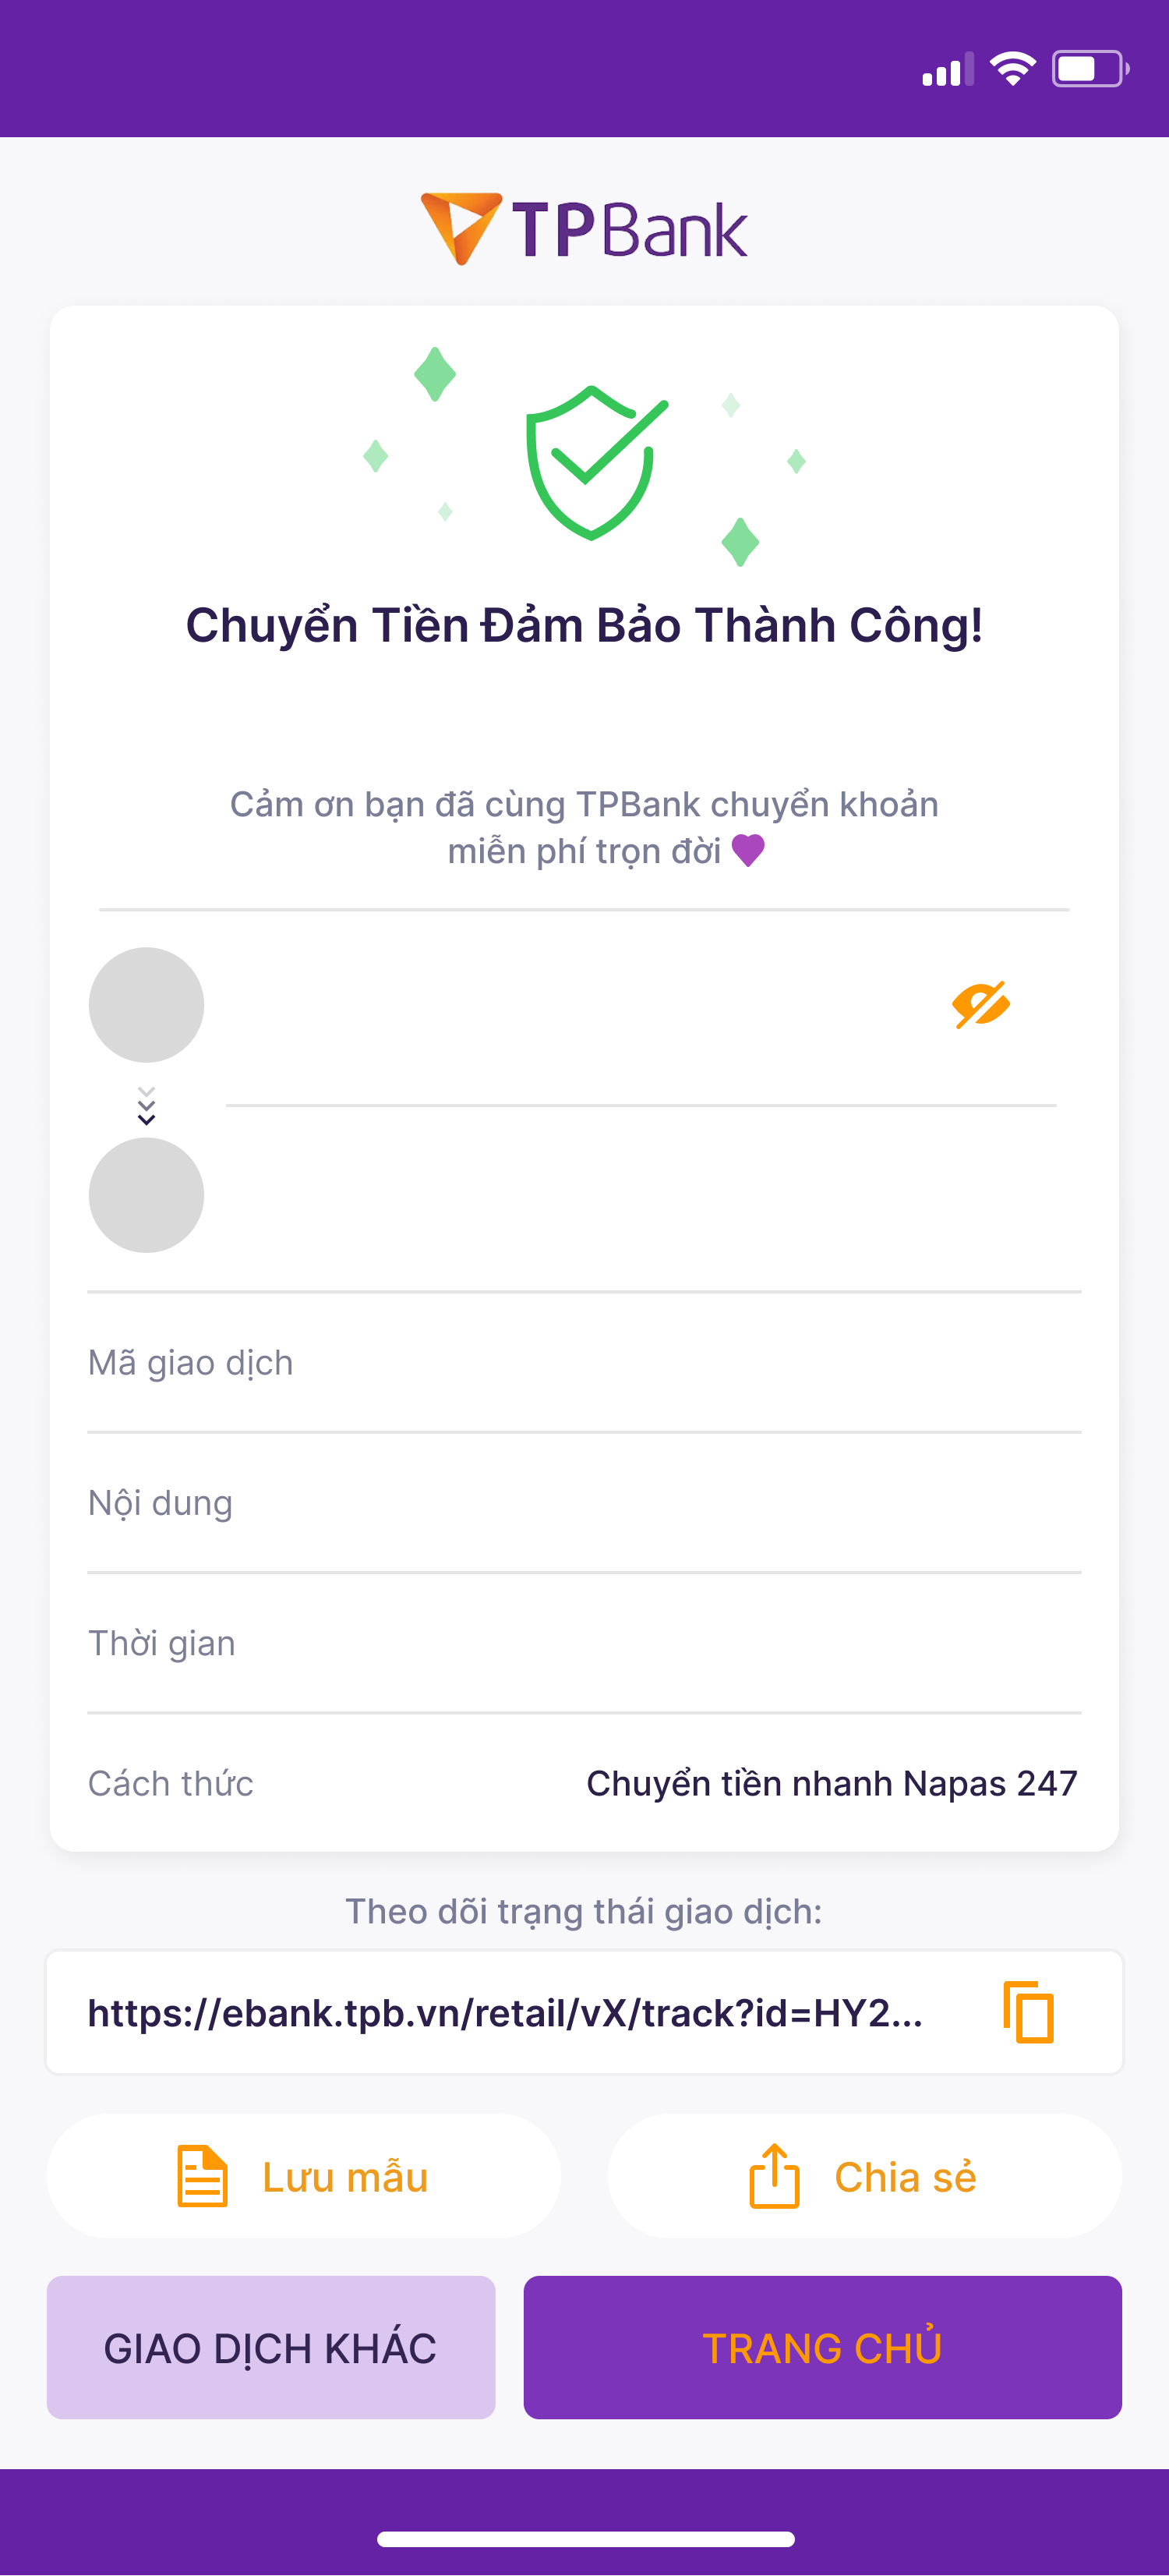 TPBank
Chuyển Tiền Đảm Bảo Thành Công!
Cảm ơn bạn đã cùng TPBank chuyển khoản
miễn phí trọn đời
Mã giao dịch
Nội dung
Thời gian
Cách thức Chuyển tiền nhanh Napas 247
Theo dõi trạng thái giao dịch:
https://ebank.tpb.vn/retail/vX/track?id=HY2...
Lưu mẫu Chia sẻ
GIAO DỊCH KHÁC TRANG CHỦ